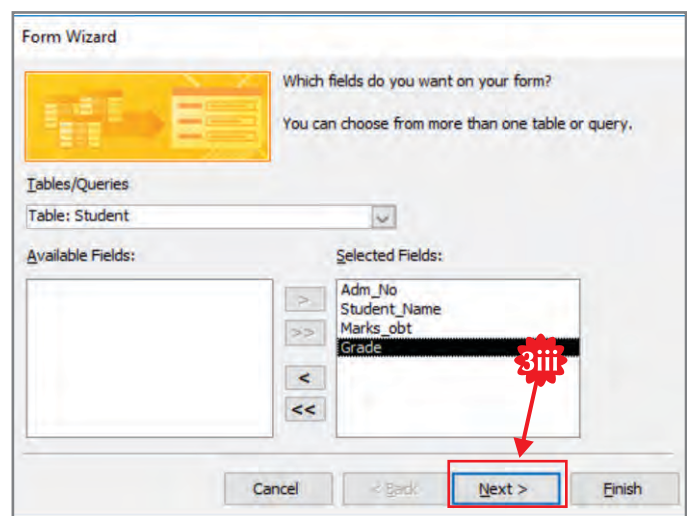 Form Wizard
Which fields do you want on your form?
You can choose from more than one table or query.
Tables/Queries
Table: Student
Available Fields:
Selected Fields:
>
>>
<
<<
Adm_No
Student_Name
Marks_obt
Grade
3iii
Cancel
< Back
Next >
Finish